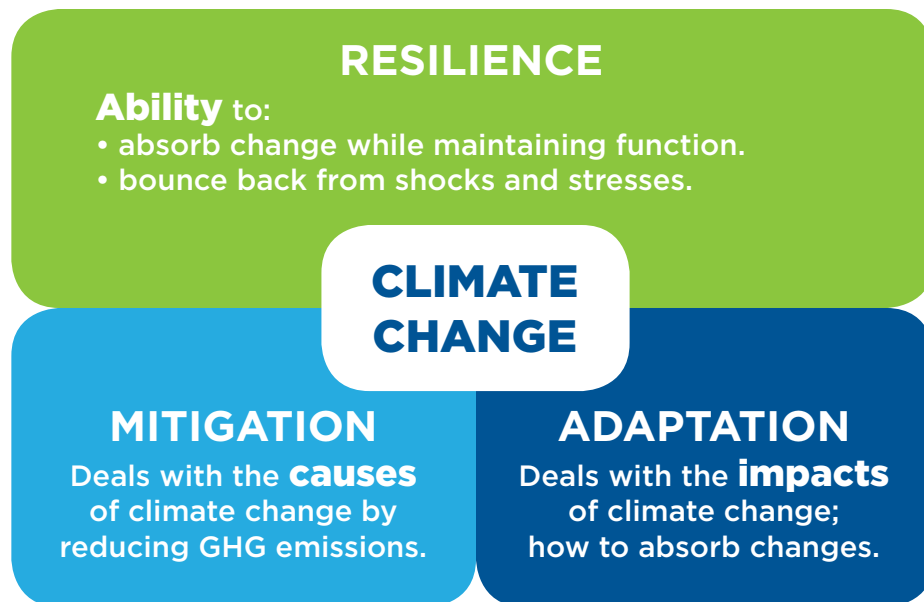 RESILIENCE
Ability to:
• absorb change while maintaining function.
• bounce back from shocks and stresses.
CLIMATE
CHANGE
MITIGATION
Deals with the causes
of climate change by
reducing GHG emissions.
ADAPTATION
Deals with the impacts
of climate change;
how to absorb changes.